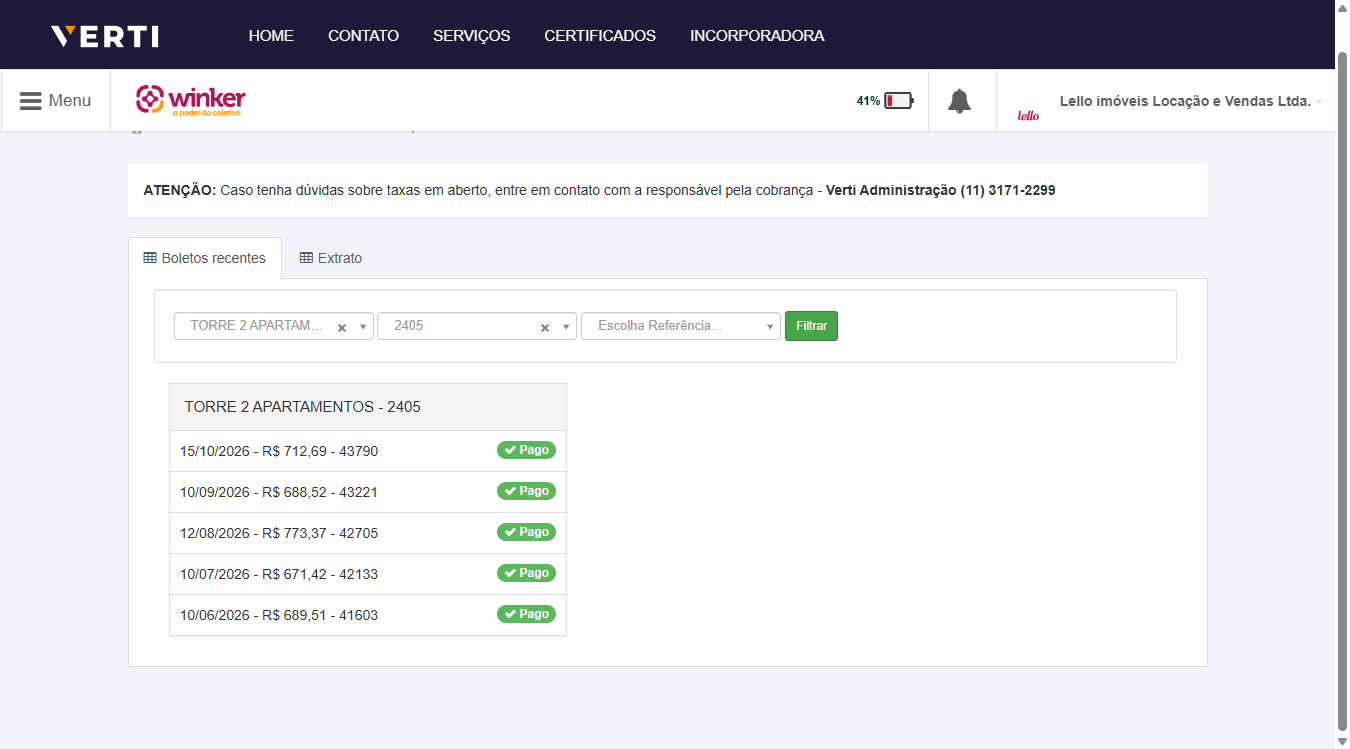 VERTI
HOME CONTATO SERVIÇOS CERTIFICADOS INCORPORADORA
Menu
winker
o poder do coletivo
41%
lello
Lello imóveis Locação e Vendas Ltda.
ATENÇÃO: Caso tenha dúvidas sobre taxas em aberto, entre em contato com a responsável pela cobrança - Verti Administração (11) 3171-2299
Boletos recentes
Extrato
TORRE 2 APARTAM...
2405
Escolha Referência...
Filtrar
TORRE 2 APARTAMENTOS - 2405
15/10/2026 - R$ 712,69 - 43790 Pago
10/09/2026 - R$ 688,52 - 43221 Pago
12/08/2026 - R$ 773,37 - 42705 Pago
10/07/2026 - R$ 671,42 - 42133 Pago
10/06/2026 - R$ 689,51 - 41603 Pago